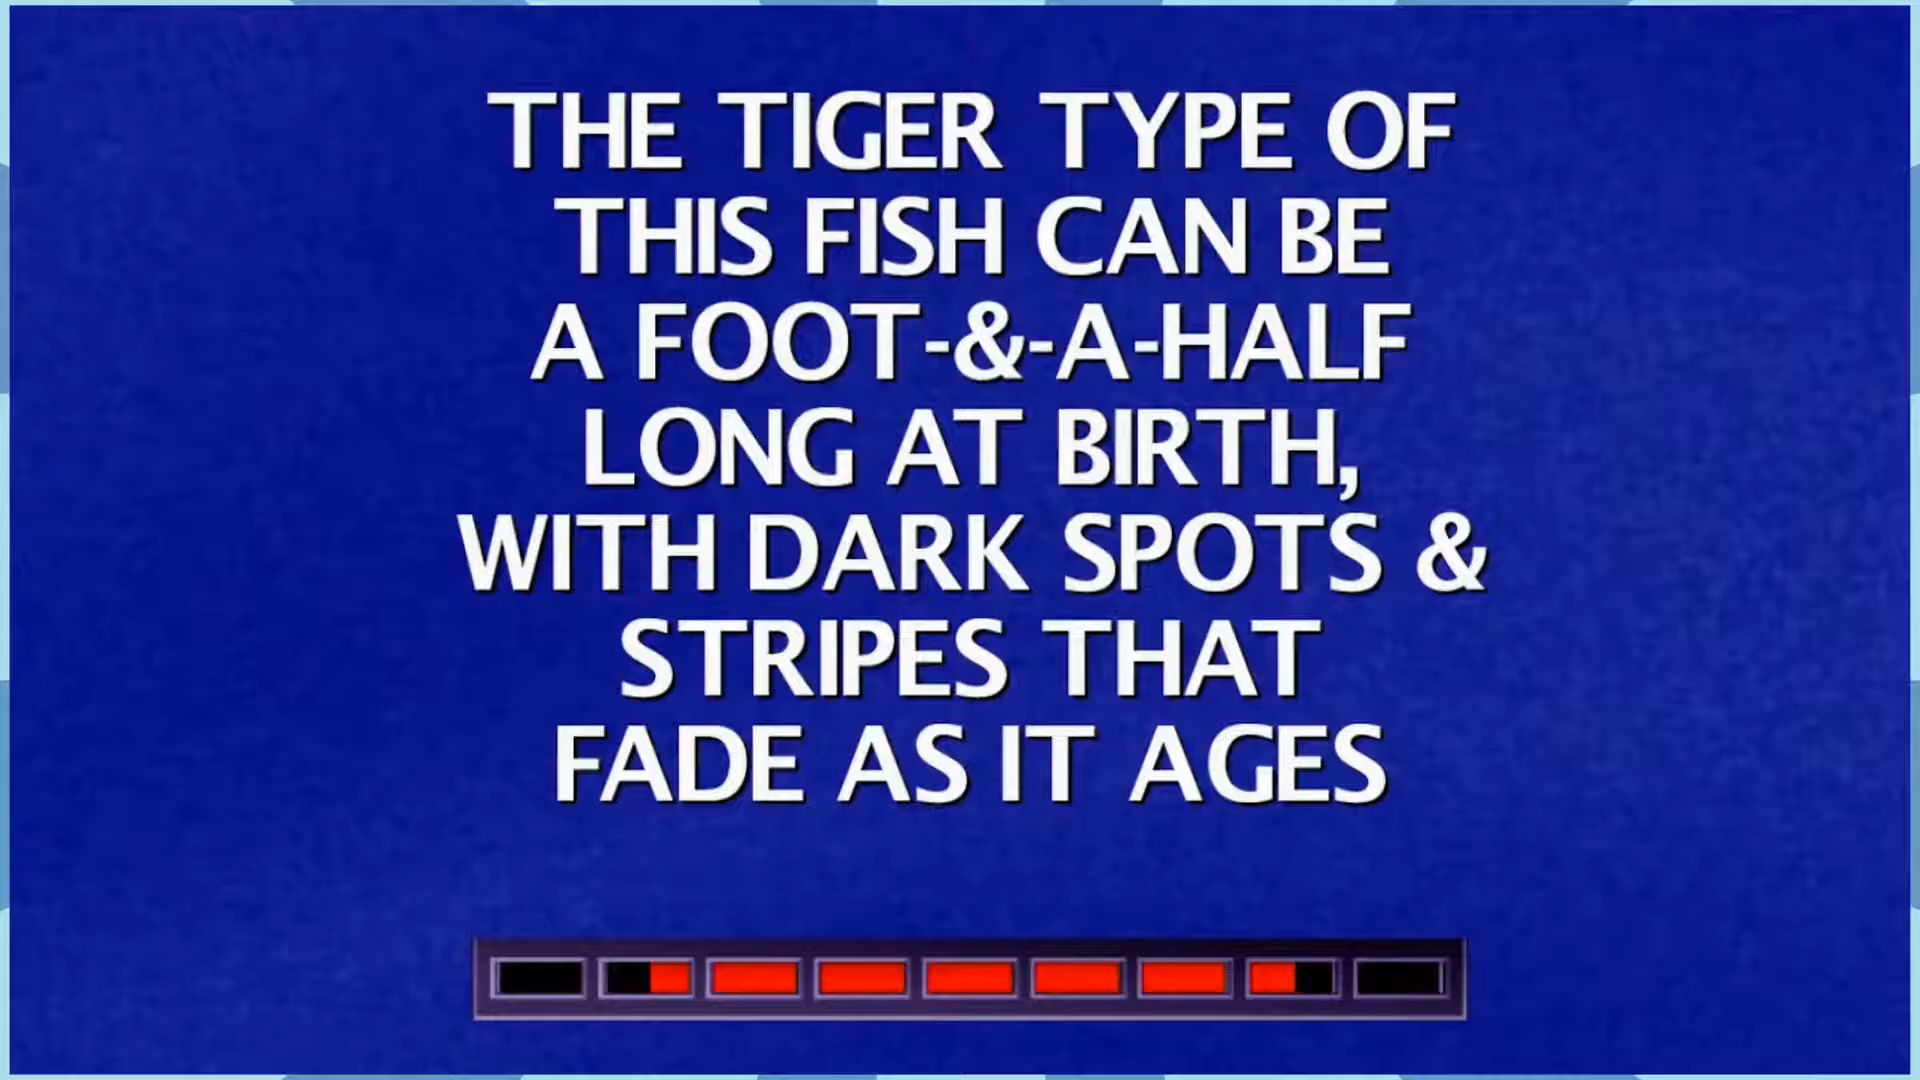 THE TIGER TYPE OF
THIS FISH CAN BE
A FOOT-&-A-HALF
LONG AT BIRTH,
WITH DARK SPOTS &
STRIPES THAT
FADE AS IT AGES